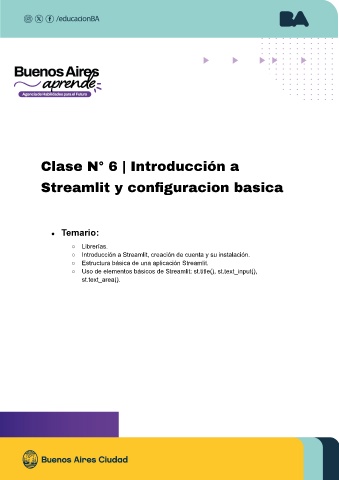 /educacionBA
BA
Buenos Aires
aprende
Agencia de Habilidades para el Futuro
Clase N° 6 | Introducción a
Streamlit y configuracion basica
● Temario:
○ Librerías.
○ Introducción a Streamlit, creación de cuenta y su instalación.
○ Estructura básica de una aplicación Streamlit.
○ Uso de elementos básicos de Streamlit: st.title(), st.text_input(),
st.text_area().
Buenos Aires Ciudad